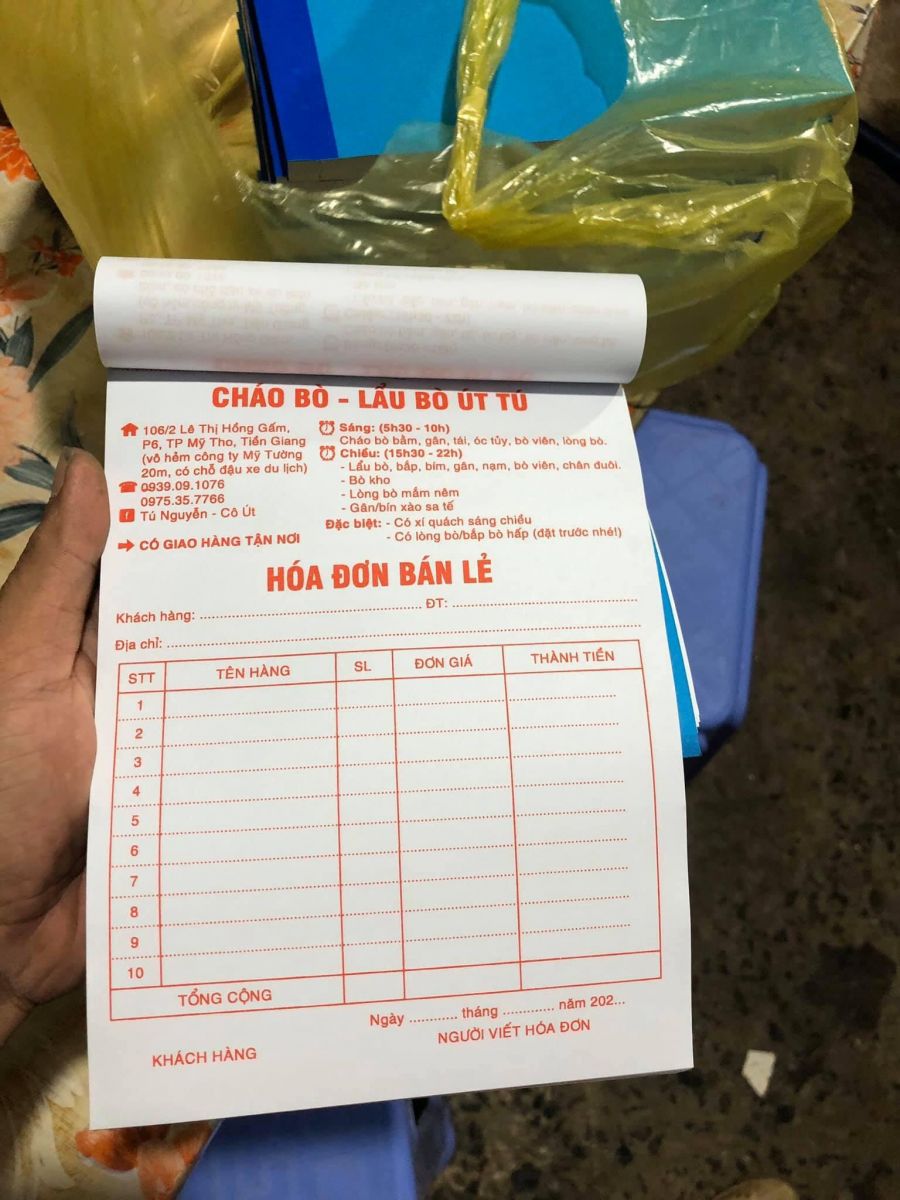 CHÁO BÒ - LẨU BÒ ÚT TÚ
106/2 Lê Thị Hồng Gấm,
P6, TP Mỹ Tho, Tiền Giang
(vô hẻm công ty Mỹ Tường
20m, có chỗ đậu xe du lịch)
0939.09.1076
0975.35.7766
Tú Nguyễn - Cô Út
CÓ GIAO HÀNG TẬN NƠI
Sáng: (5h30 - 10h)
Cháo bò bằm, gân, tái, óc tủy, bò viên, lòng bò.
Chiều: (15h30 - 22h)
- Lẩu bò, bắp, bím, gân, nạm, bò viên, chân đuôi.
- Bò kho
- Lòng bò mắm nêm
- Gân/bín xào sa tế
Đặc biệt: - Có xí quách sáng chiều
- Có lòng bò/bắp bò hấp (đặt trước nhé!)
HÓA ĐƠN BÁN LẺ
Khách hàng: ĐT:
Địa chỉ:
STT TÊN HÀNG SL ĐƠN GIÁ THÀNH TIỀN
1
2
3
4
5
6
7
8
9
10
TỔNG CỘNG
Ngày ........... tháng ............ năm 202...
KHÁCH HÀNG NGƯỜI VIẾT HÓA ĐƠN